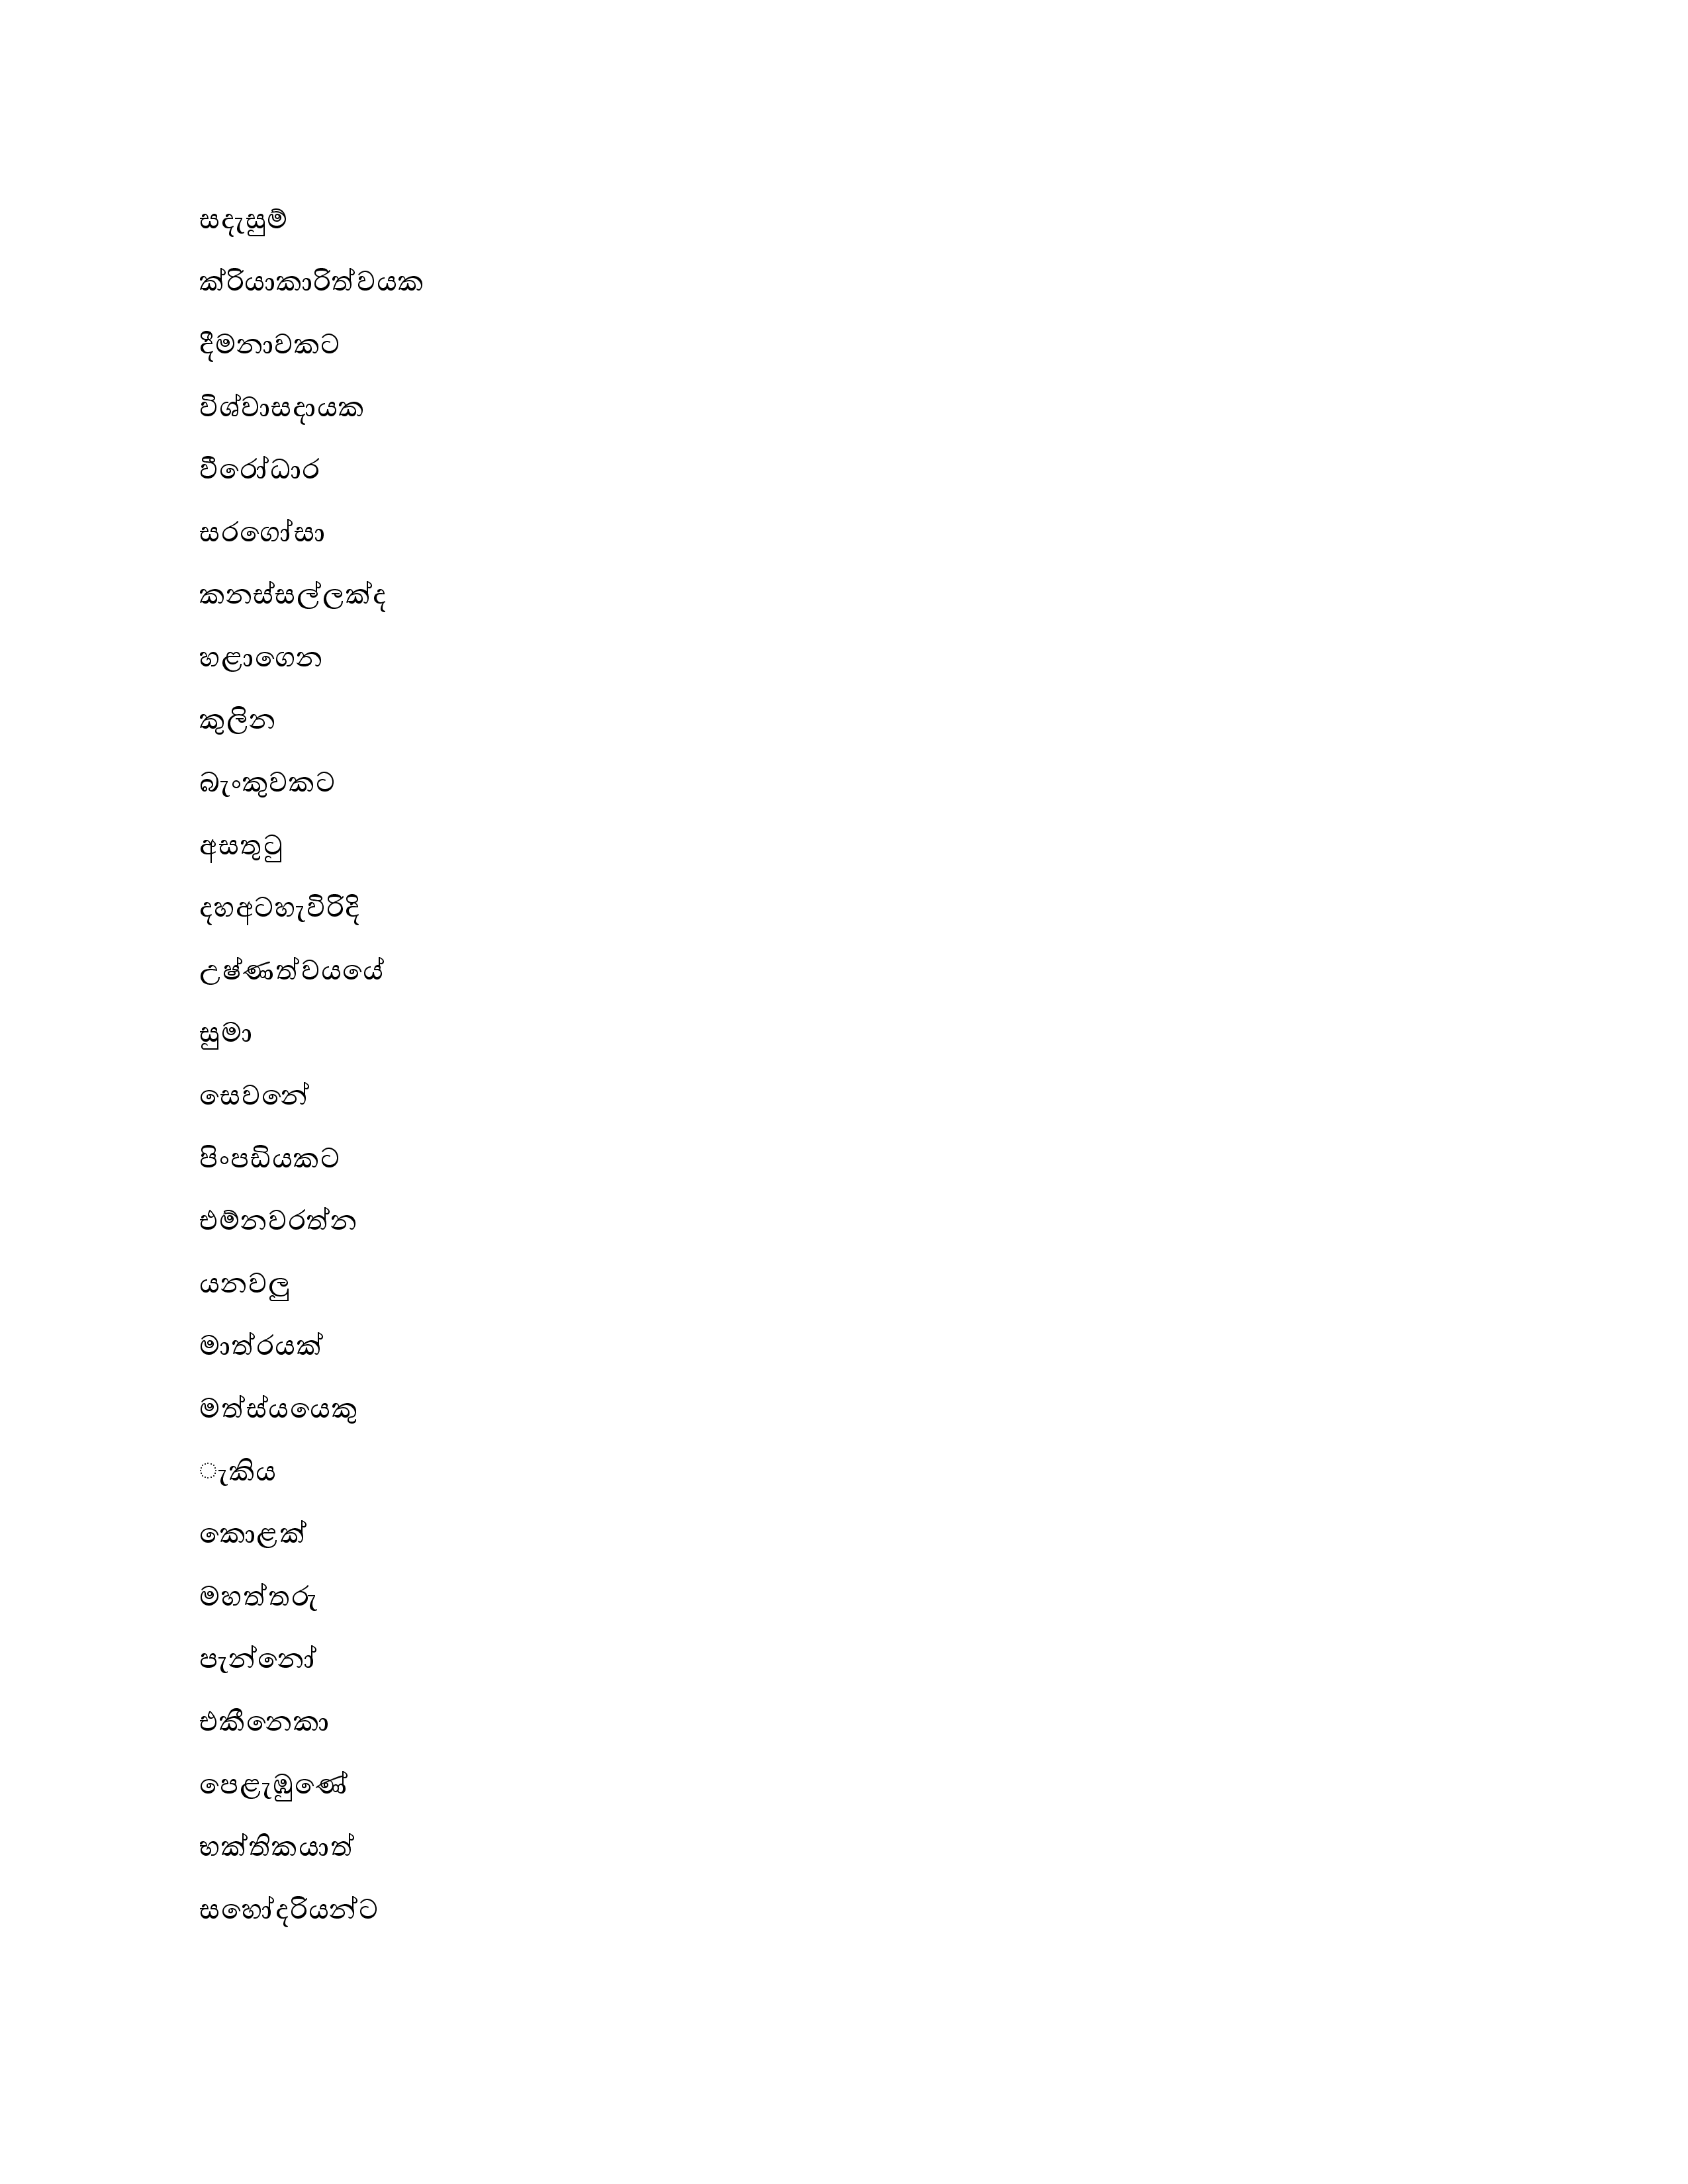 සදැසුම්
ක්රියාකාරිත්වයක
දීමනාවකට
විශ්වාසදායක
වීරෝධාර
සරගෝසා
කනස්සල්ලක්ද
හළාගෙන
කුලීන
බැංකුවකට
අසතුටු
දහඅටහැවිරිදි
උෂ්ණත්වයයේ
සුමා
සෙවනේ
පිංපඩියකට
එම්නවරත්න
යනවලු
මාත්රයක්
මත්ස්යයෙකු
ැකිය
කොළක්
මහත්තරු
පැන්නෝ
එකීනෙකා
පෙළැඹුණේ
භක්තිකයාත්
සහෝදරියන්ට